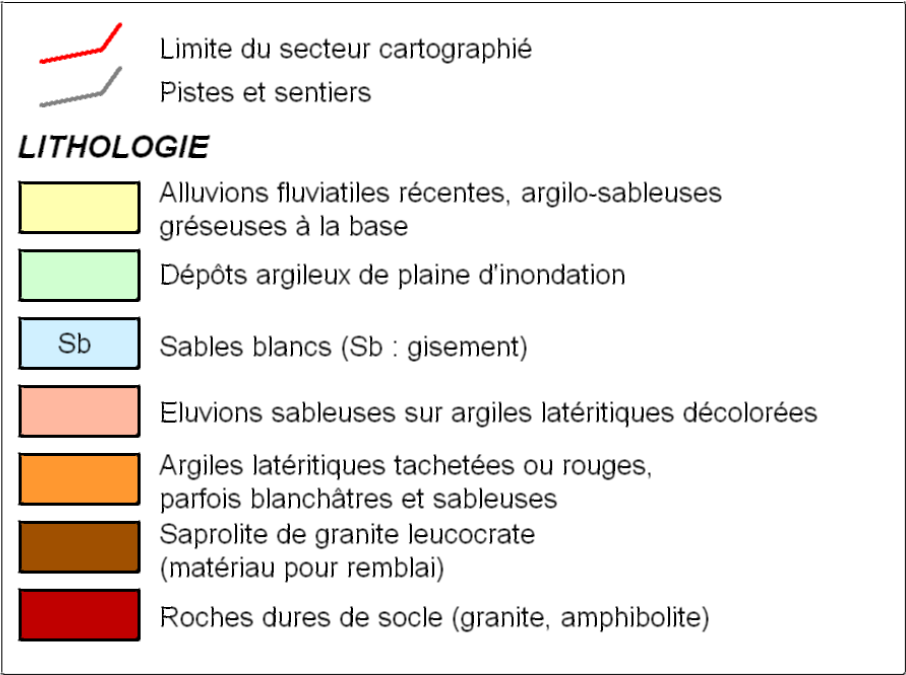 Limite du secteur cartographié
Pistes et sentiers
LITHOLOGIE
Alluvions fluviatiles récentes, argilo-sableuses
gréseuses à la base
Dépôts argileux de plaine d'inondation
Sb
Sables blancs (Sb : gisement)
Eluvions sableuses sur argiles latéritiques décolorées
Argiles latéritiques tachetées ou rouges,
parfois blanchâtres et sableuses
Saprolite de granite leucocrate
(matériau pour remblai)
Roches dures de socle (granite, amphibolite)